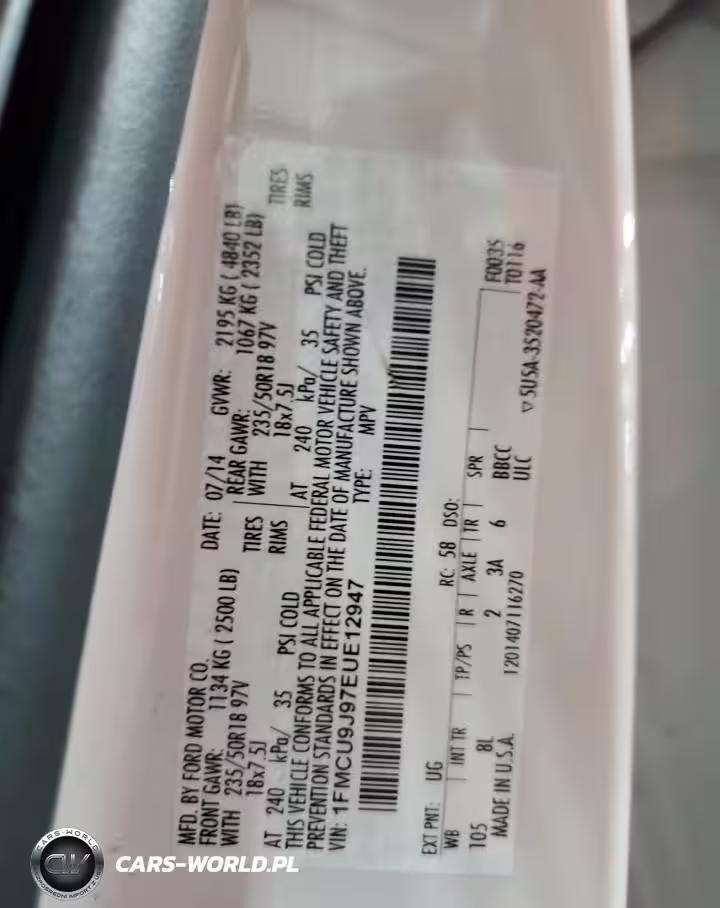 MFD. BY FORD MOTOR CO.
DATE: 07/14 GVWR: 2195 KG ( 4840 LB)
FRONT GAWR: 1134 KG ( 2500 LB)
REAR GAWR: 1067 KG ( 2352 LB)
WITH 235/50R18 97V TIRES
WITH 235/50R18 97V TIRES
18x7.5J RIMS
18x7.5J RIMS
AT 240 kPa/ 35 PSI COLD
AT 240 kPa/ 35 PSI COLD
THIS VEHICLE CONFORMS TO ALL APPLICABLE FEDERAL MOTOR VEHICLE SAFETY AND THEFT
PREVENTION STANDARDS IN EFFECT ON THE DATE OF MANUFACTURE SHOWN ABOVE.
VIN: 1FMCU9J97EUE12947
TYPE: MPV
EXT PNT: UG RC: 58 DSO:
WB INT TR TP/PS R AXLE TR SPR
F0035
T0116
105 8L 2 3A 6 BBCC
MADE IN U.S.A. 1201407116270 ULC
▽ 5U5A-3520472-AA
CARS-WORLD
CW
CARS-WORLD.PL